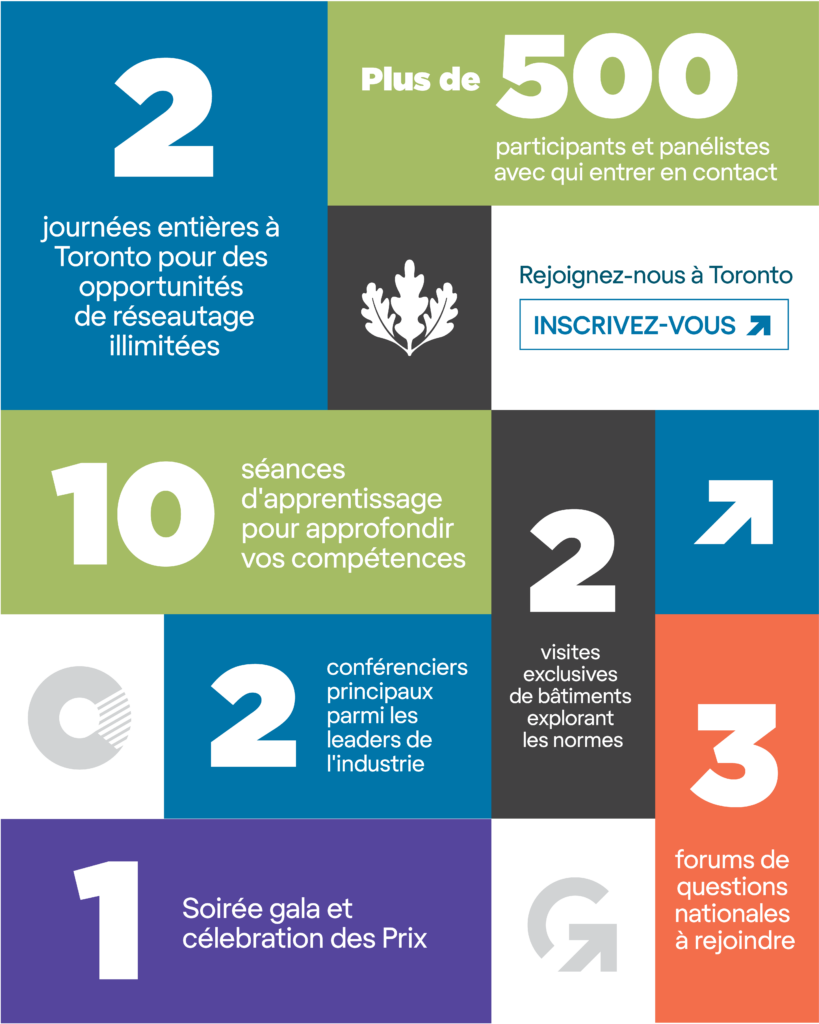 2
journées entières à
Toronto pour des
opportunités
de réseautage
illimitées
Plus de 500
participants et panélistes
avec qui entrer en contact
Rejoignez-nous à Toronto
INSCRIVEZ-VOUS
10
séances
d'apprentissage
pour approfondir
vos compétences
2
visites
exclusives
de bâtiments
explorant
les normes
2
conférenciers
principaux
parmi les
leaders de
l'industrie
3
forums de
questions
nationales
à rejoindre
1
Soirée gala et
célebration des Prix